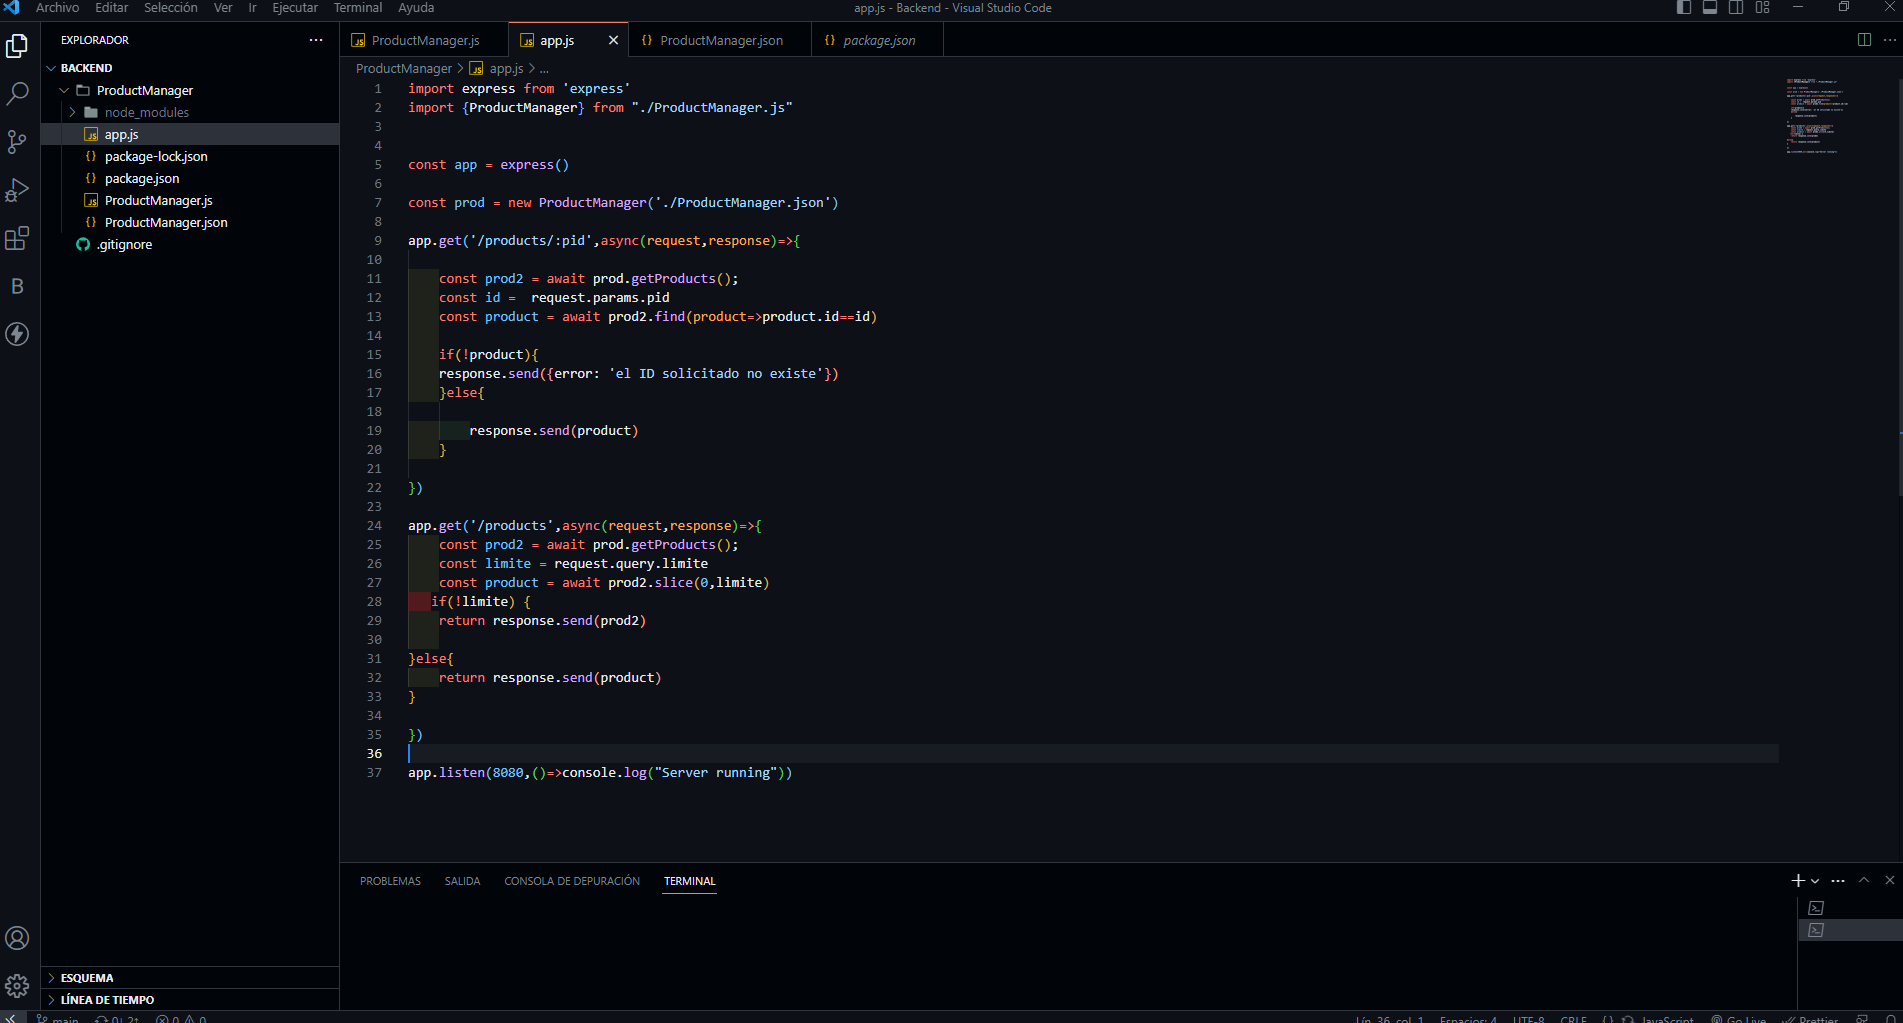 Archivo Editar Selección Ver Ir Ejecutar Terminal Ayuda
app.js - Backend - Visual Studio Code
EXPLORADOR
BACKEND
ProductManager
node_modules
app.js
package-lock.json
package.json
ProductManager.js
ProductManager.json
.gitignore
B
ESQUEMA
LÍNEA DE TIEMPO
ProductManager.js app.js ProductManager.json package.json
ProductManager > app.js > ...
1 import express from 'express'
2 import {ProductManager} from "./ProductManager.js"
3
4
5 const app = express()
6
7 const prod = new ProductManager('./ProductManager.json')
8
9 app.get('/products/:pid',async(request,response)=>{
10
11 const prod2 = await prod.getProducts();
12 const id =  request.params.pid
13 const product = await prod2.find(product=>product.id==id)
14
15 if(!product){
16 response.send({error: 'el ID solicitado no existe'})
17 }else{
18
19 response.send(product)
20 }
21
22 })
23
24 app.get('/products',async(request,response)=>{
25 const prod2 = await prod.getProducts();
26 const limite = request.query.limite
27 const product = await prod2.slice(0,limite)
28 if(!limite) {
29 return response.send(prod2)
30
31 }else{
32 return response.send(product)
33 }
34
35 })
36
37 app.listen(8080,()=>console.log("Server running"))
PROBLEMAS SALIDA CONSOLA DE DEPURACIÓN TERMINAL
main 0↓ 2↑ 0 0
Lín. 36, col. 1 Espacios: 4 UTF-8 CRLF {} JavaScript Go Live Prettier